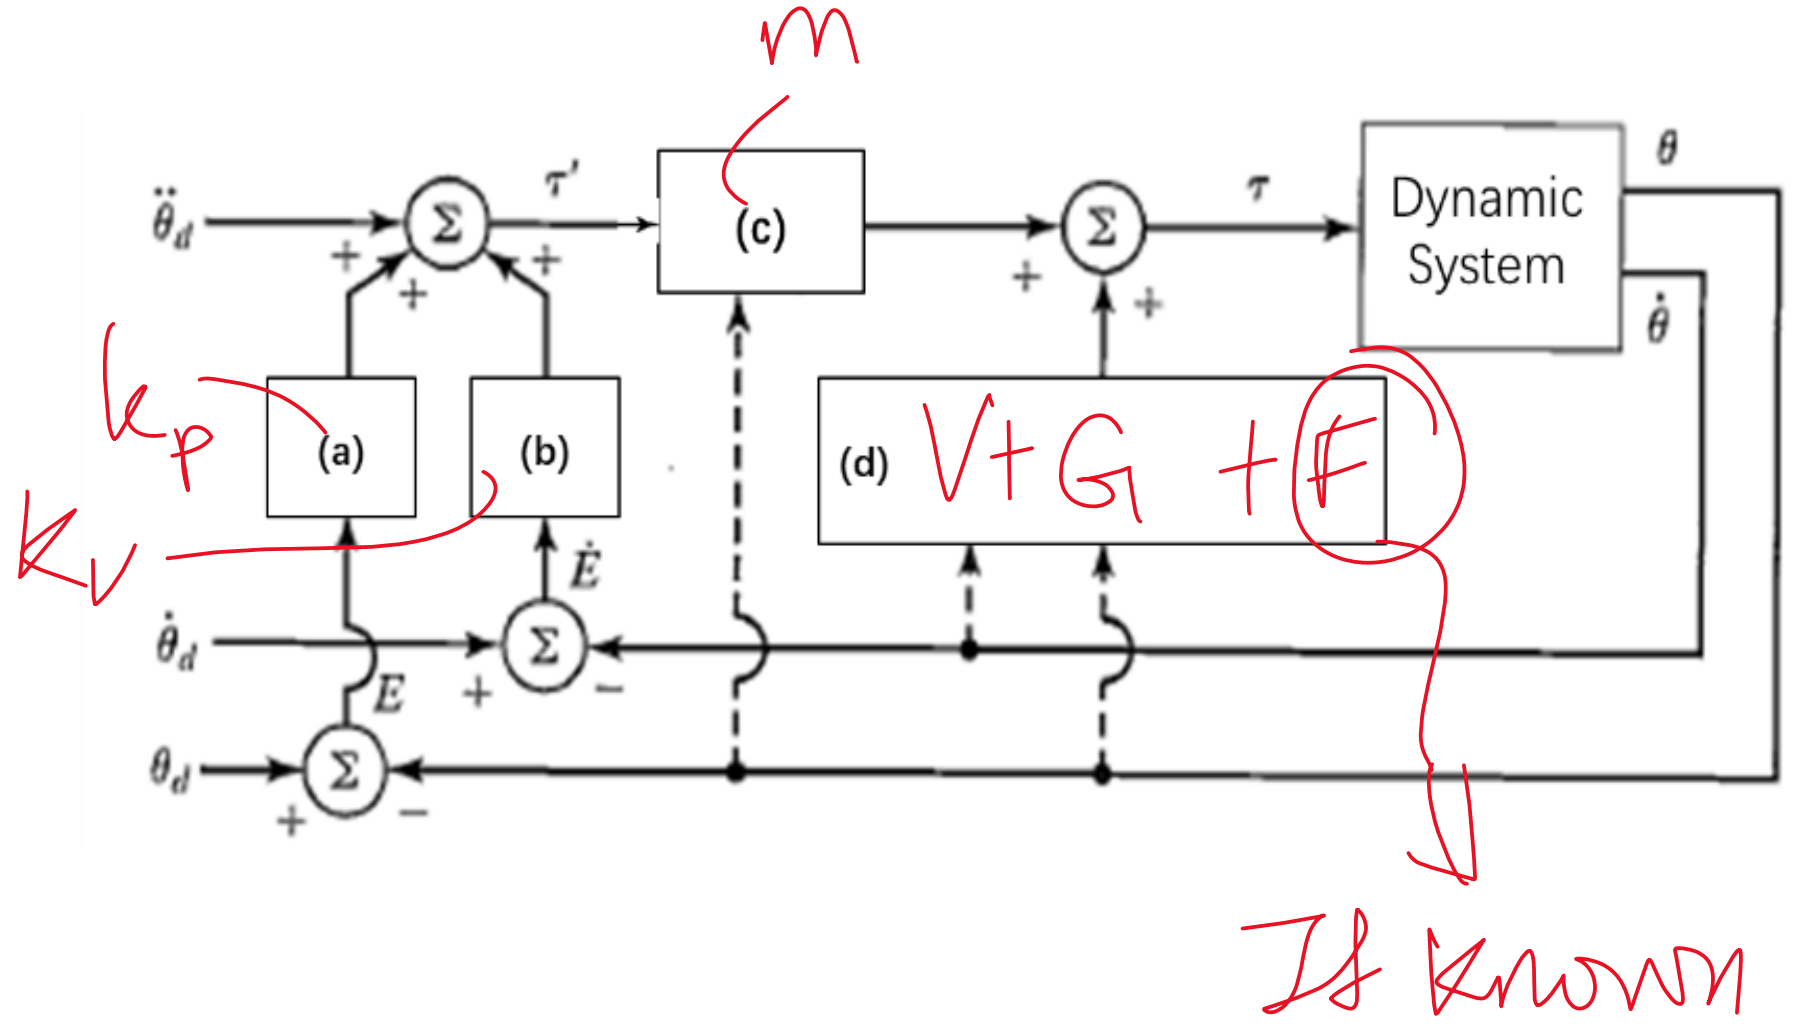 m
θ
τ′
τ
Dynamic
System
θ̈d
Σ
(c)
Σ
+
+
+
+
+
θ̇
kp
(a)
(b)
(d) V+G+F
Kv
Ė
θ̇d
Σ
+
−
E
θd
Σ
+
−
If known